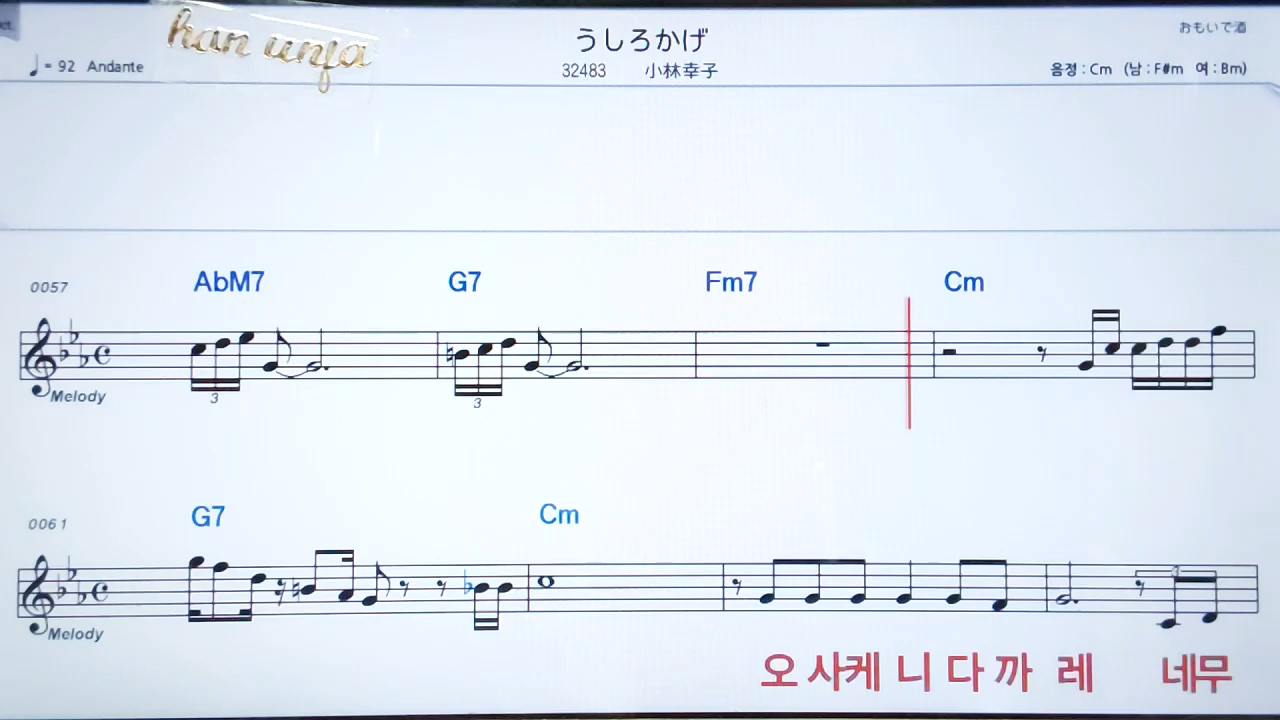 ct.
han unja
うしろかげ
おもいで酒
♩= 92 Andante
32483 小林幸子
음정 : Cm (남 : F#m 여 : Bm)
0057 AbM7 G7 Fm7 Cm
Melody 3 3
0061 G7 Cm
3
Melody
오 사케 니 다 까 레 네무